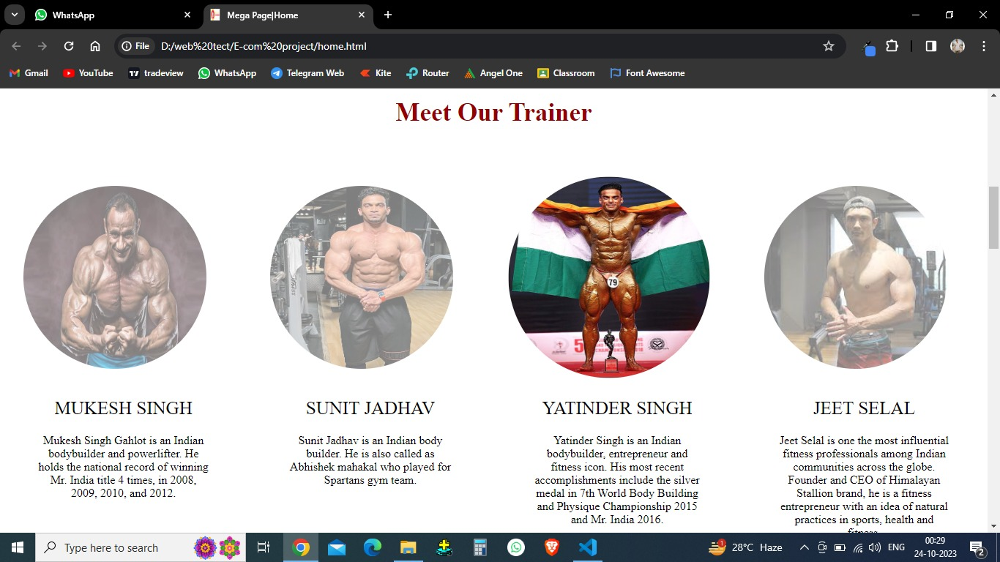 WhatsApp
Mega Page|Home
File
D:/web%20tect/E-com%20project/home.html
Gmail
YouTube
tradeview
WhatsApp
Telegram Web
Kite
Router
Angel One
Classroom
Font Awesome
Meet Our Trainer
79
MUKESH SINGH
Mukesh Singh Gahlot is an Indian
bodybuilder and powerlifter. He
holds the national record of winning
Mr. India title 4 times, in 2008,
2009, 2010, and 2012.
SUNIT JADHAV
Sunit Jadhav is an Indian body
builder. He is also called as
Abhishek mahakal who played for
Spartans gym team.
YATINDER SINGH
Yatinder Singh is an Indian
bodybuilder, entrepreneur and
fitness icon. His most recent
accomplishments include the silver
medal in 7th World Body Building
and Physique Championship 2015
and Mr. India 2016.
JEET SELAL
Jeet Selal is one the most influential
fitness professionals among Indian
communities across the globe.
Founder and CEO of Himalayan
Stallion brand, he is a fitness
entrepreneur with an idea of natural
practices in sports, health and
Type here to search
1
28°C Haze
ENG
00:29
24-10-2023
2